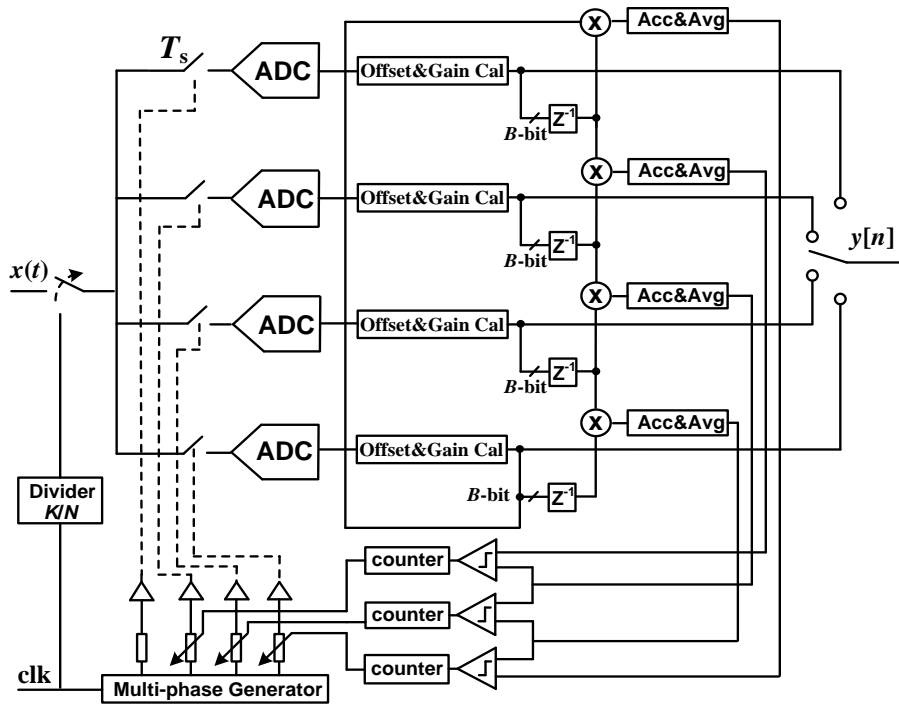 Ts
ADC
Offset&Gain Cal
X
Acc&Avg
B-bit
Z-1
X
Acc&Avg
ADC
Offset&Gain Cal
B-bit
Z-1
x(t)
y[n]
X
Acc&Avg
ADC
Offset&Gain Cal
B-bit
Z-1
X
Acc&Avg
ADC
Offset&Gain Cal
B-bit
Z-1
Divider
K/N
counter
counter
counter
clk
Multi-phase Generator